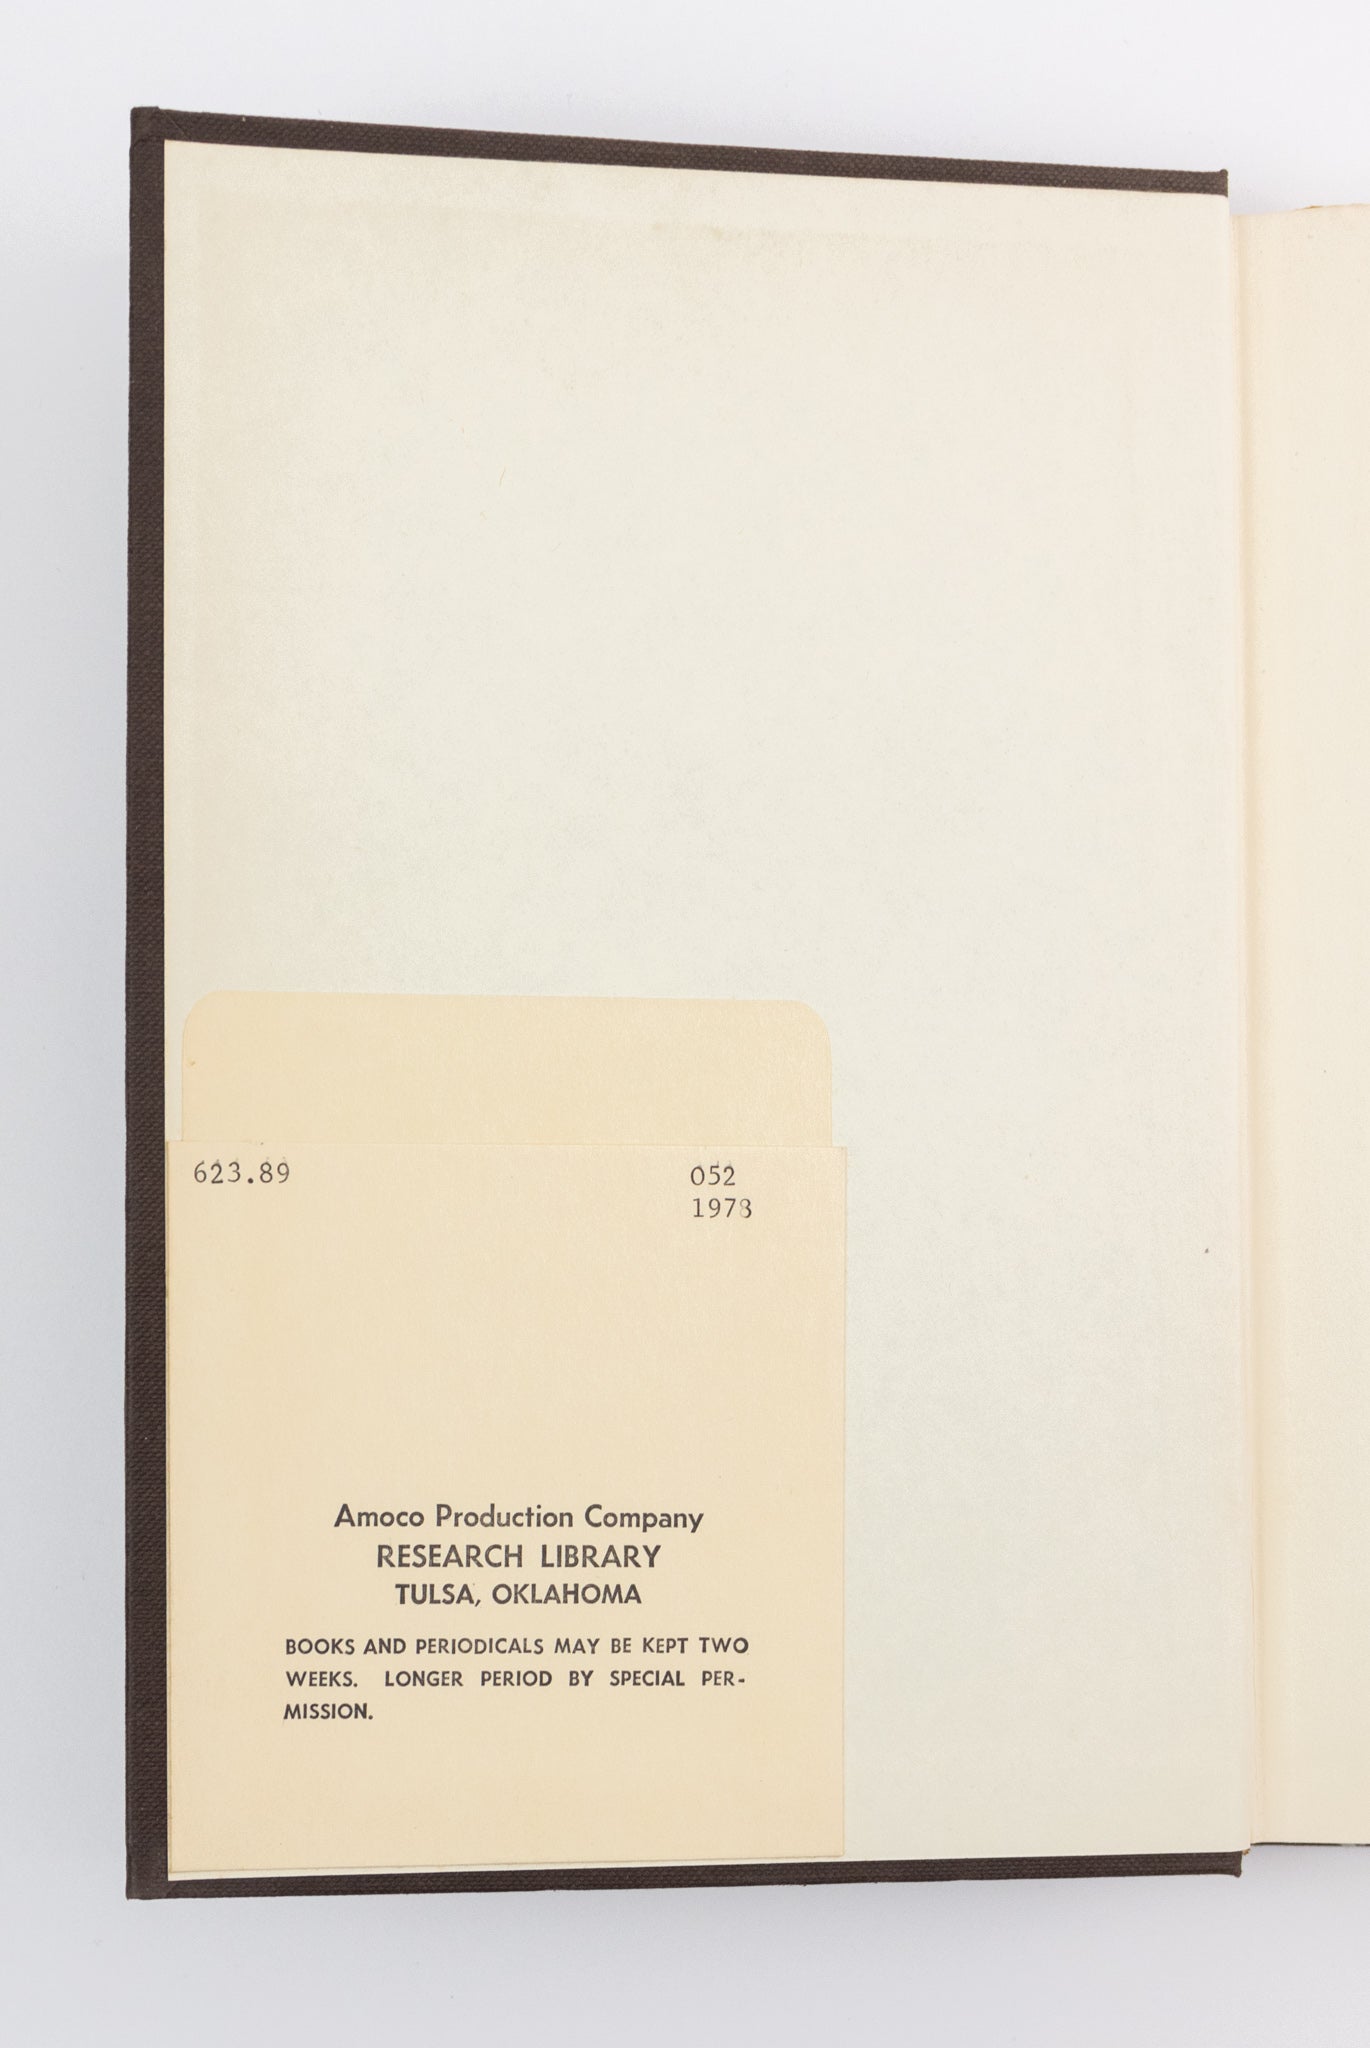 623.89
052
1978
Amoco Production Company
RESEARCH LIBRARY
TULSA, OKLAHOMA
BOOKS AND PERIODICALS MAY BE KEPT TWO
WEEKS. LONGER PERIOD BY SPECIAL PER-
MISSION.